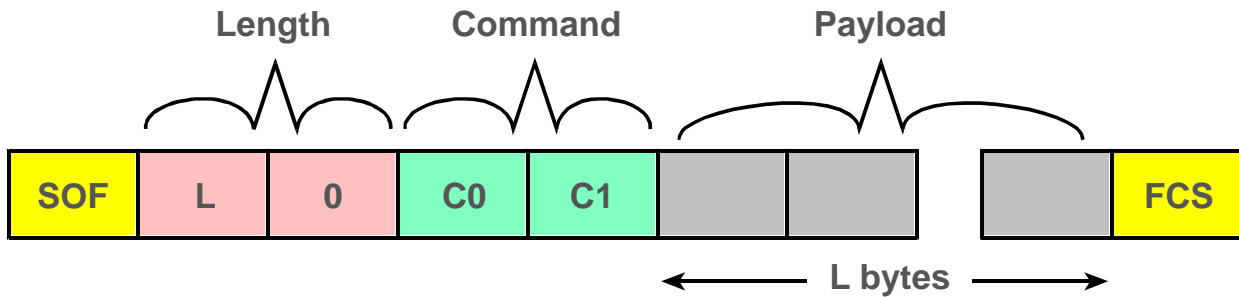 Length Command Payload
SOF L 0 C0 C1 FCS
L bytes